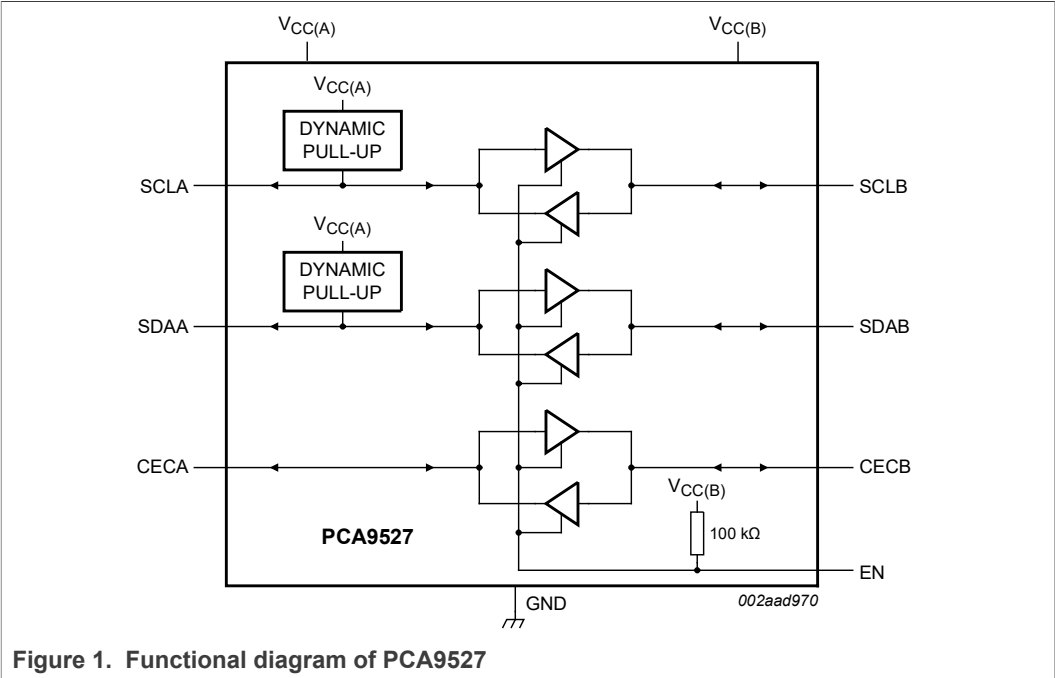 VCC(A)
VCC(B)
VCC(A)
DYNAMIC
PULL-UP
SCLA
SCLB
VCC(A)
DYNAMIC
PULL-UP
SDAA
SDAB
CECA
CECB
VCC(B)
100 kΩ
PCA9527
EN
GND
002aad970
Figure 1. Functional diagram of PCA9527